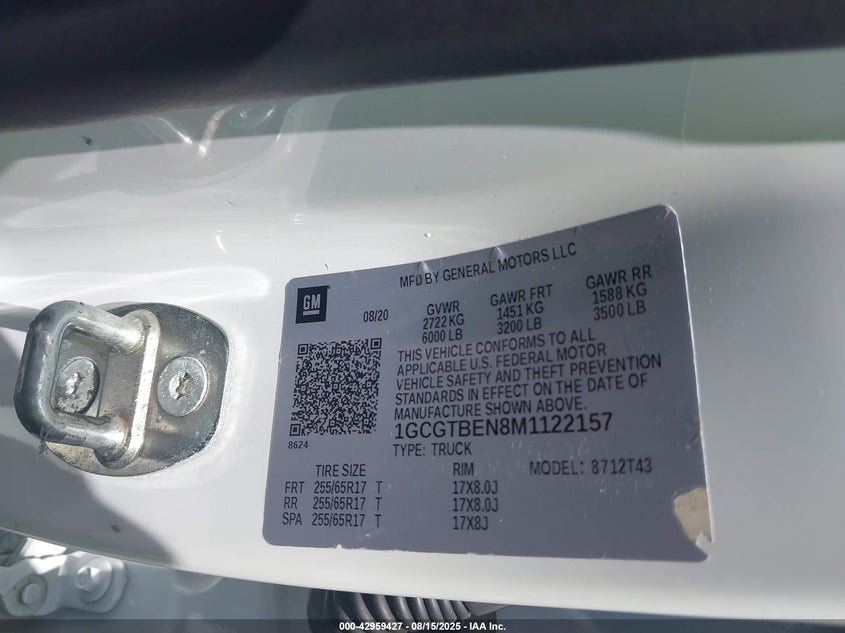 MFD BY GENERAL MOTORS LLC
GM
08/20
GVWR
2722 KG
6000 LB
GAWR FRT
1451 KG
3200 LB
GAWR RR
1588 KG
3500 LB
THIS VEHICLE CONFORMS TO ALL
APPLICABLE U.S. FEDERAL MOTOR
VEHICLE SAFETY AND THEFT PREVENTION
STANDARDS IN EFFECT ON THE DATE OF
MANUFACTURE SHOWN ABOVE.
8624
1GCGTBEN8M1122157
TYPE: TRUCK
MODEL: 8712T43
TIRE SIZE RIM
FRT 255/65R17 T 17X8.0J
RR 255/65R17 T 17X8.0J
SPA 255/65R17 T 17X8J
000-42959427 - 08/15/2025 - IAA Inc.